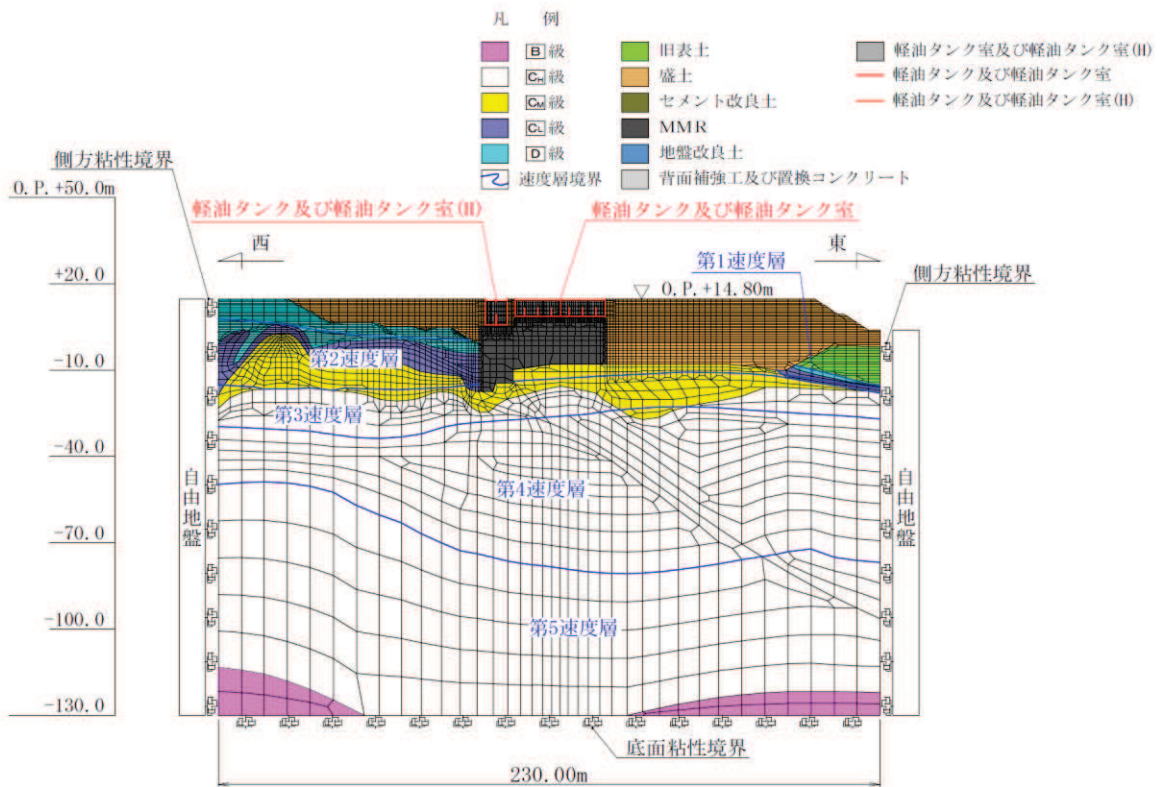 凡 例
B 級
CH 級
CM 級
CL 級
D 級
速度層境界
旧表土
盛土
セメント改良土
MMR
地盤改良土
背面補強工及び置換コンクリート
軽油タンク室及び軽油タンク室(H)
軽油タンク及び軽油タンク室
軽油タンク及び軽油タンク室(H)
側方粘性境界
O.P.+50.0m
軽油タンク及び軽油タンク室(H)
軽油タンク及び軽油タンク室
西
東
第1速度層
側方粘性境界
+20.0
O.P.+14.80m
-10.0
第2速度層
第3速度層
-40.0
自由地盤
第4速度層
自由地盤
-70.0
-100.0
第5速度層
-130.0
底面粘性境界
230.00m